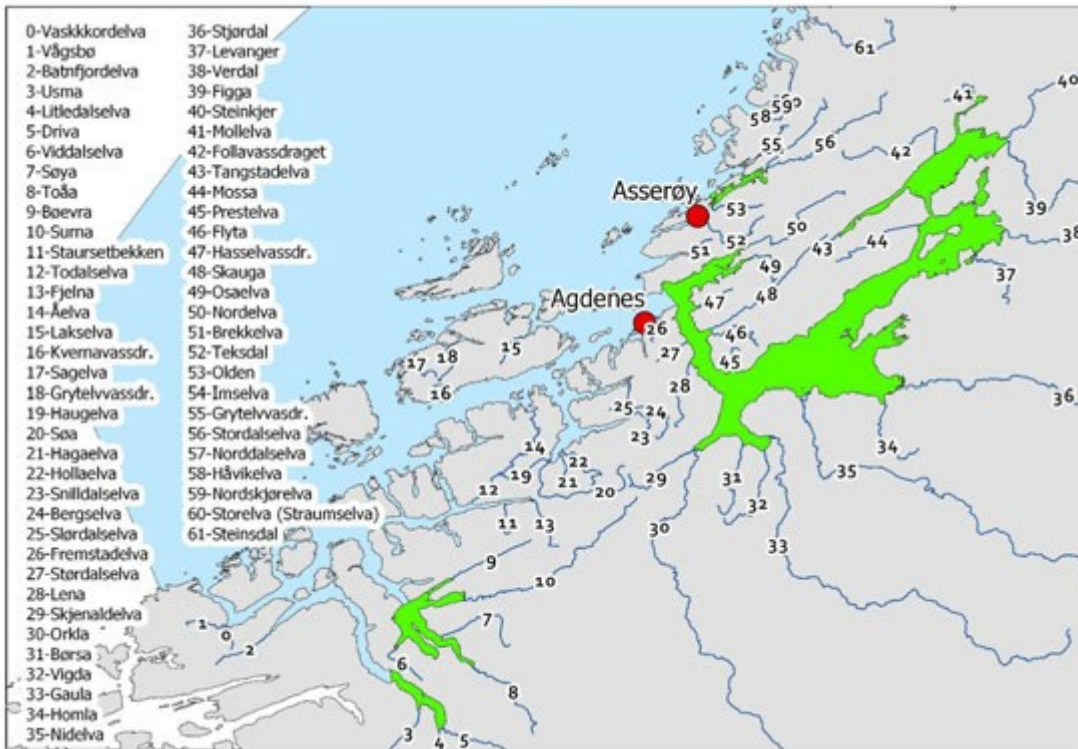 0-Vaskkkordelva
1-Vågsbø
2-Batnfjordelva
3-Usma
4-Litledalselva
5-Driva
6-Viddalselva
7-Søya
8-Toåa
9-Bøevra
10-Surna
11-Staursetbekken
12-Todalselva
13-Fjelna
14-Åelva
15-Lakselva
16-Kvernavassdr.
17-Sagelva
18-Grytelvvassdr.
19-Haugelva
20-Søa
21-Hagaelva
22-Hollaelva
23-Snilldalselva
24-Bergselva
25-Slørdalselva
26-Fremstadelva
27-Størdalselva
28-Lena
29-Skjenaldelva
30-Orkla
31-Børsa
32-Vigda
33-Gaula
34-Homla
35-Nidelva
36-Stjørdal
37-Levanger
38-Verdal
39-Figga
40-Steinkjer
41-Mollelva
42-Follavassdraget
43-Tangstadelva
44-Mossa
45-Prestelva
46-Flyta
47-Hasselvassdr.
48-Skauga
49-Osaelva
50-Nordelva
51-Brekkelva
52-Teksdal
53-Olden
54-Imselva
55-Grytelvvasdr.
56-Stordalselva
57-Norddalselva
58-Håvikelva
59-Nordskjørelva
60-Storelva (Straumselva)
61-Steinsdal
61
40
41
59
58
55
56
42
Asserøy
53
39
50
52
43
44
38
51
49
37
47
48
Agdenes
26
46
45
27
15
18
17
16
28
36
25
24
23
34
14
22
19
21
20
12
29
31
35
32
11
13
30
33
9
10
7
1
0
2
6
8
3
4
5